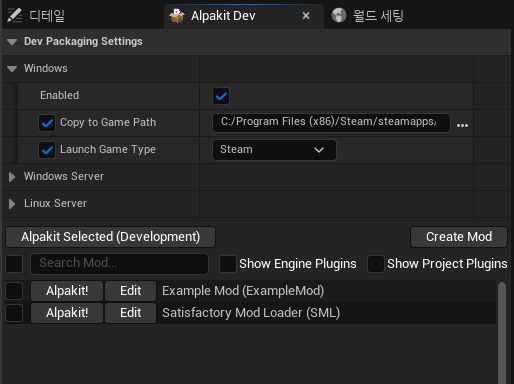 디테일 Alpakit Dev 월드 세팅
Dev Packaging Settings
Windows
Enabled
Copy to Game Path C:/Program Files (x86)/Steam/steamapps/
Launch Game Type Steam
Windows Server
Linux Server
Alpakit Selected (Development) Create Mod
Search Mod... Show Engine Plugins Show Project Plugins
Alpakit! Edit Example Mod (ExampleMod)
Alpakit! Edit Satisfactory Mod Loader (SML)